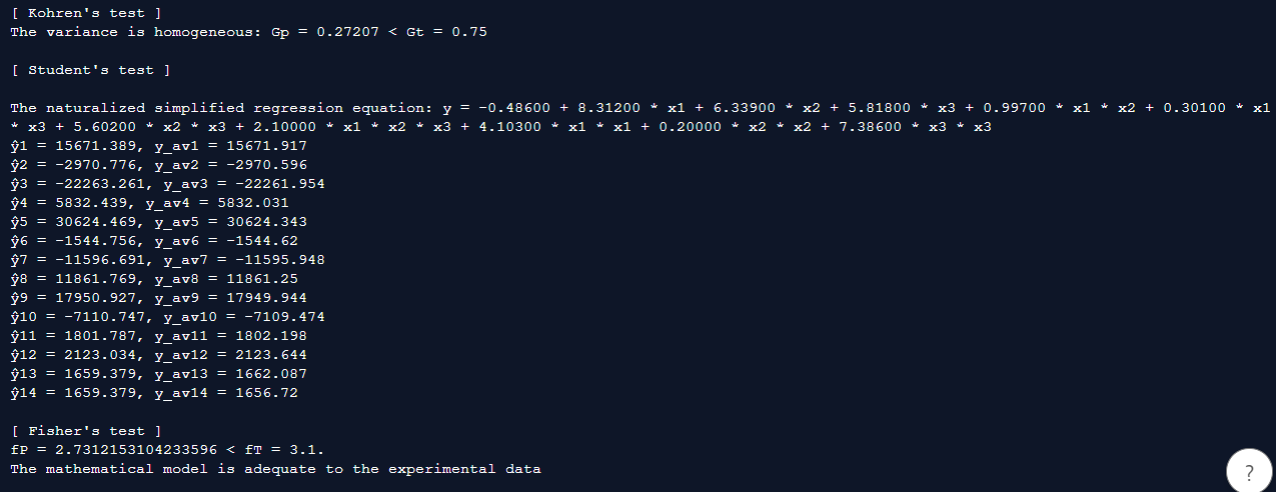 [ Kohren's test ]
The variance is homogeneous: Gp = 0.27207 < Gt = 0.75
[ Student's test ]
The naturalized simplified regression equation: y = -0.48600 + 8.31200 * x1 + 6.33900 * x2 + 5.81800 * x3 + 0.99700 * x1 * x2 + 0.30100 * x1
* x3 + 5.60200 * x2 * x3 + 2.10000 * x1 * x2 * x3 + 4.10300 * x1 * x1 + 0.20000 * x2 * x2 + 7.38600 * x3 * x3
ŷ1 = 15671.389, y_av1 = 15671.917
ŷ2 = -2970.776, y_av2 = -2970.596
ŷ3 = -22263.261, y_av3 = -22261.954
ŷ4 = 5832.439, y_av4 = 5832.031
ŷ5 = 30624.469, y_av5 = 30624.343
ŷ6 = -1544.756, y_av6 = -1544.62
ŷ7 = -11596.691, y_av7 = -11595.948
ŷ8 = 11861.769, y_av8 = 11861.25
ŷ9 = 17950.927, y_av9 = 17949.944
ŷ10 = -7110.747, y_av10 = -7109.474
ŷ11 = 1801.787, y_av11 = 1802.198
ŷ12 = 2123.034, y_av12 = 2123.644
ŷ13 = 1659.379, y_av13 = 1662.087
ŷ14 = 1659.379, y_av14 = 1656.72
[ Fisher's test ]
fP = 2.7312153104233596 < fT = 3.1.
The mathematical model is adequate to the experimental data
?